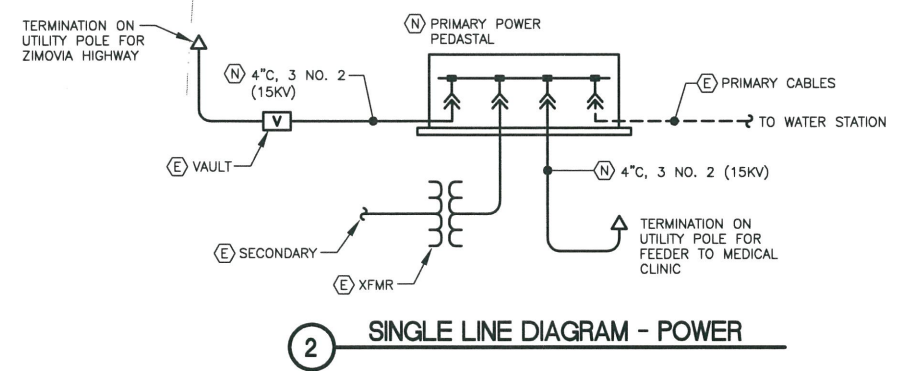 TERMINATION ON
UTILITY POLE FOR
ZIMOVIA HIGHWAY
N PRIMARY POWER
PEDASTAL
N 4"C, 3 NO. 2
(15KV)
E PRIMARY CABLES
V
TO WATER STATION
E VAULT
N 4"C, 3 NO. 2 (15KV)
TERMINATION ON
UTILITY POLE FOR
FEEDER TO MEDICAL
CLINIC
E SECONDARY
E XFMR
2 SINGLE LINE DIAGRAM - POWER